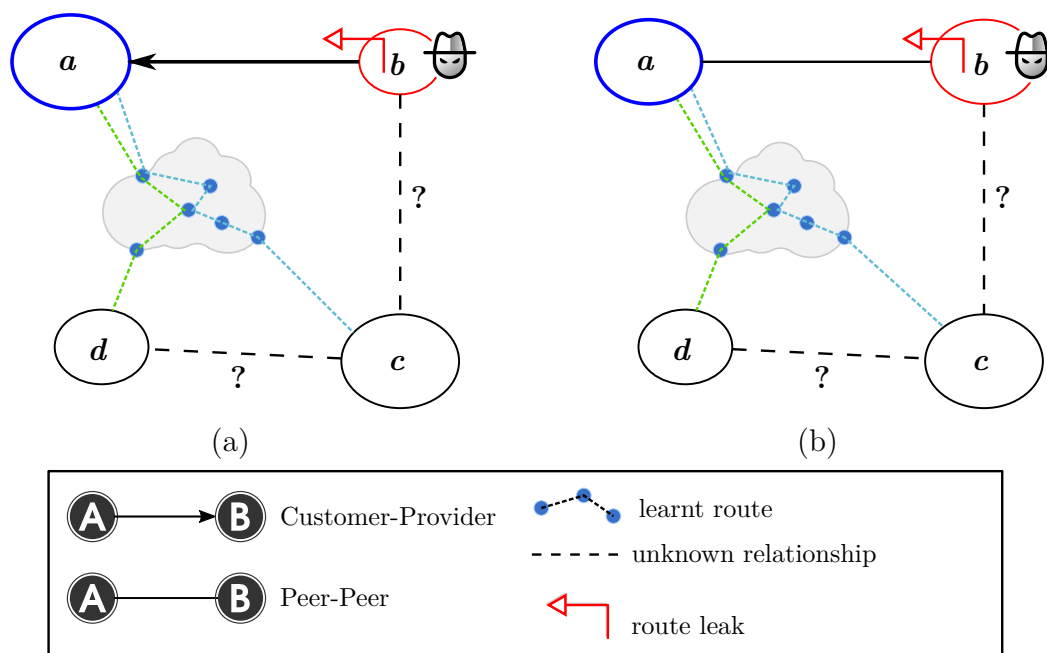 a b a b
? ?
d c d c
? ?
(a) (b)
A B Customer-Provider
learnt route
unknown relationship
A B Peer-Peer
route leak